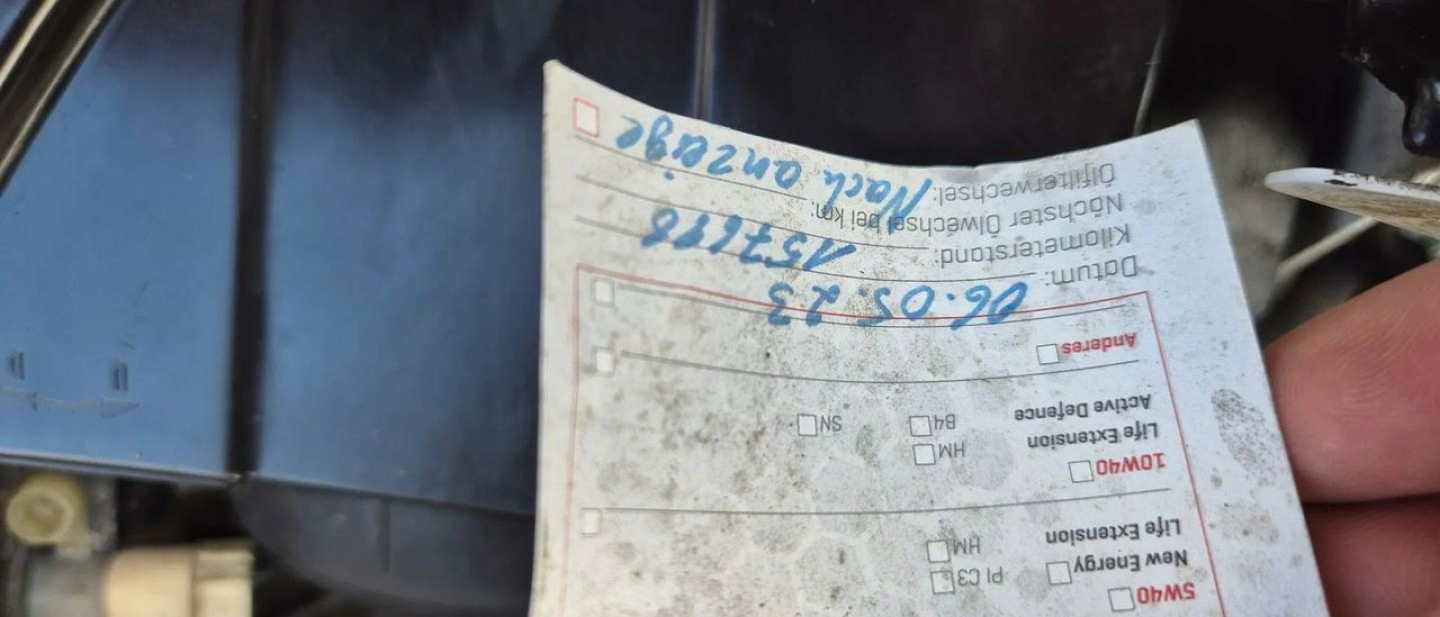 5W40
New Energy PI C3
Life Extension HM
10W40
Life Extension HM
Active Defence B4 SN
Anderes
Datum: 06.05.23
Kilometerstand: 157698
Nächster Ölwechsel bei km: Nach anzeige
Ölfilterwechsel: